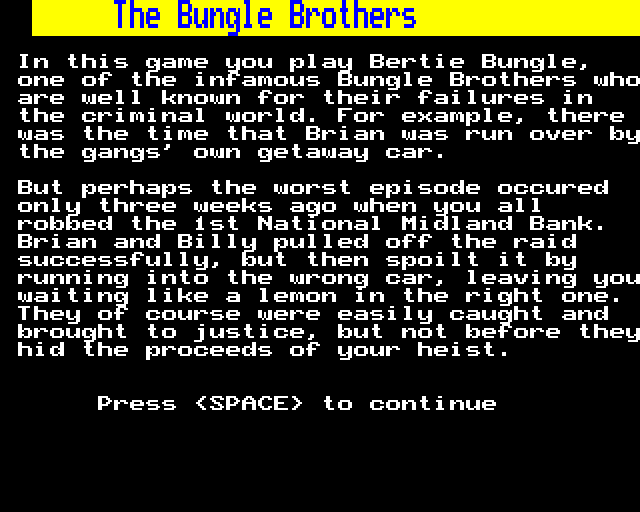 The Bungle Brothers
In this game you play Bertie Bungle,
one of the infamous Bungle Brothers who
are well known for their failures in
the criminal world. For example, there
was the time that Brian was run over by
the gangs' own getaway car.
But perhaps the worst episode occured
only three weeks ago when you all
robbed the 1st National Midland Bank.
Brian and Billy pulled off the raid
successfully, but then spoilt it by
running into the wrong car, leaving you
waiting like a lemon in the right one.
They of course were easily caught and
brought to justice, but not before they
hid the proceeds of your heist.
Press <SPACE> to continue